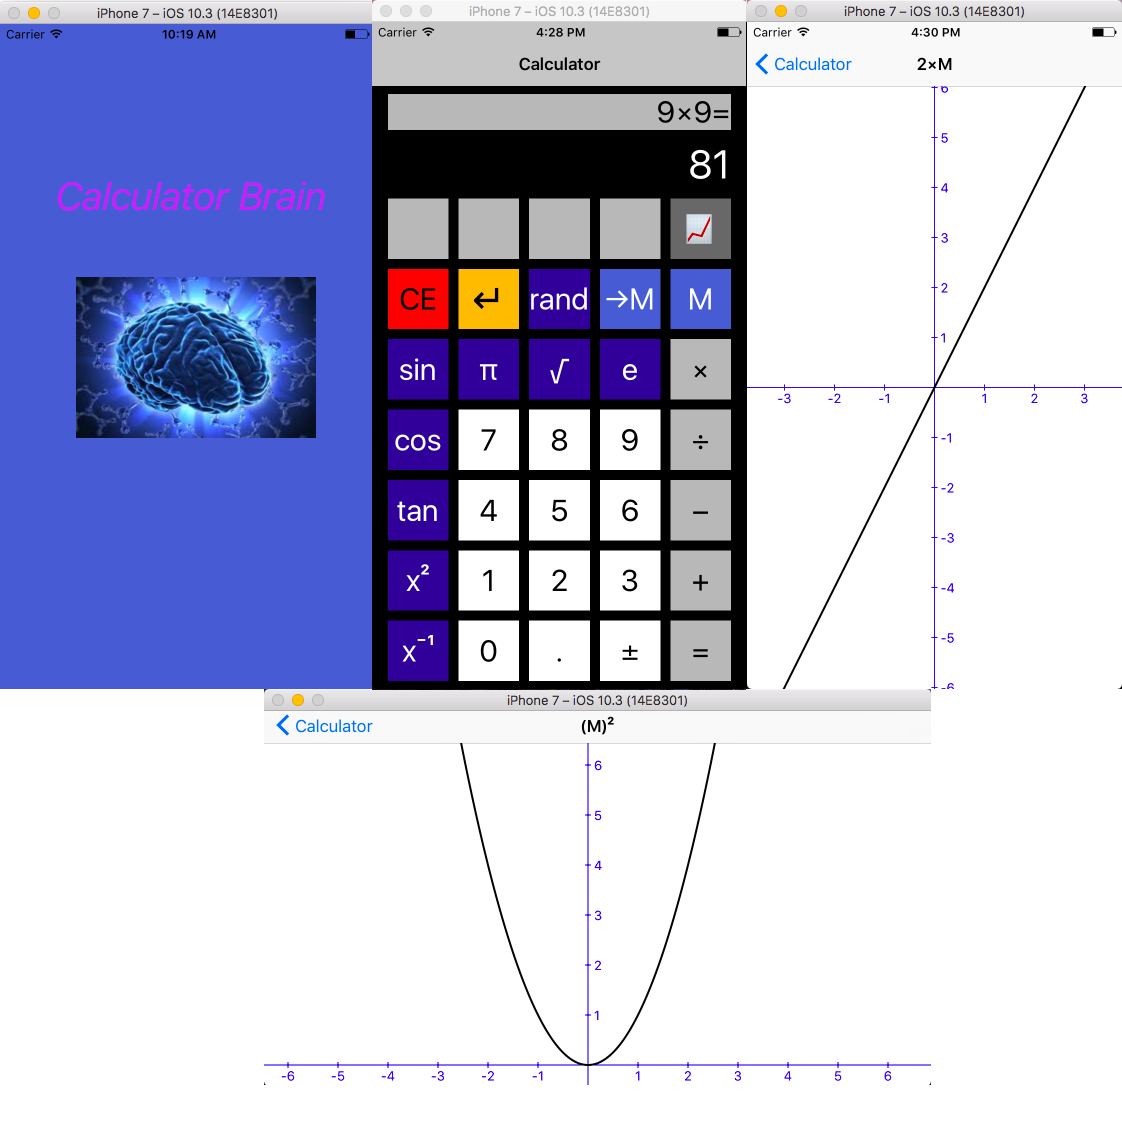 iPhone 7 – iOS 10.3 (14E8301)
Carrier 10:19 AM
Calculator Brain
iPhone 7 – iOS 10.3 (14E8301)
Carrier 4:28 PM
Calculator
9×9=
81
CE ↵ rand →M M
sin π √ e ×
cos 7 8 9 ÷
tan 4 5 6 −
x² 1 2 3 +
x⁻¹ 0 . ± =
iPhone 7 – iOS 10.3 (14E8301)
Carrier 4:30 PM
Calculator 2×M
6
5
4
3
2
1
-3 -2 -1 1 2 3
-1
-2
-3
-4
-5
-6
iPhone 7 – iOS 10.3 (14E8301)
Calculator (M)²
6
5
4
3
2
1
-6 -5 -4 -3 -2 -1 1 2 3 4 5 6